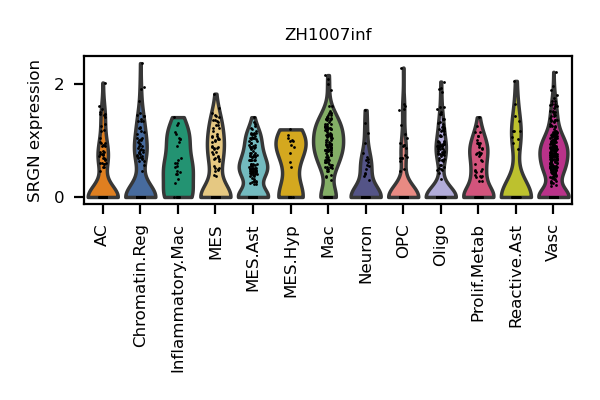 ZH1007inf
SRGN expression
2
0
AC
Chromatin.Reg
Inflammatory.Mac
MES
MES.Ast
MES.Hyp
Mac
Neuron
OPC
Oligo
Prolif.Metab
Reactive.Ast
Vasc